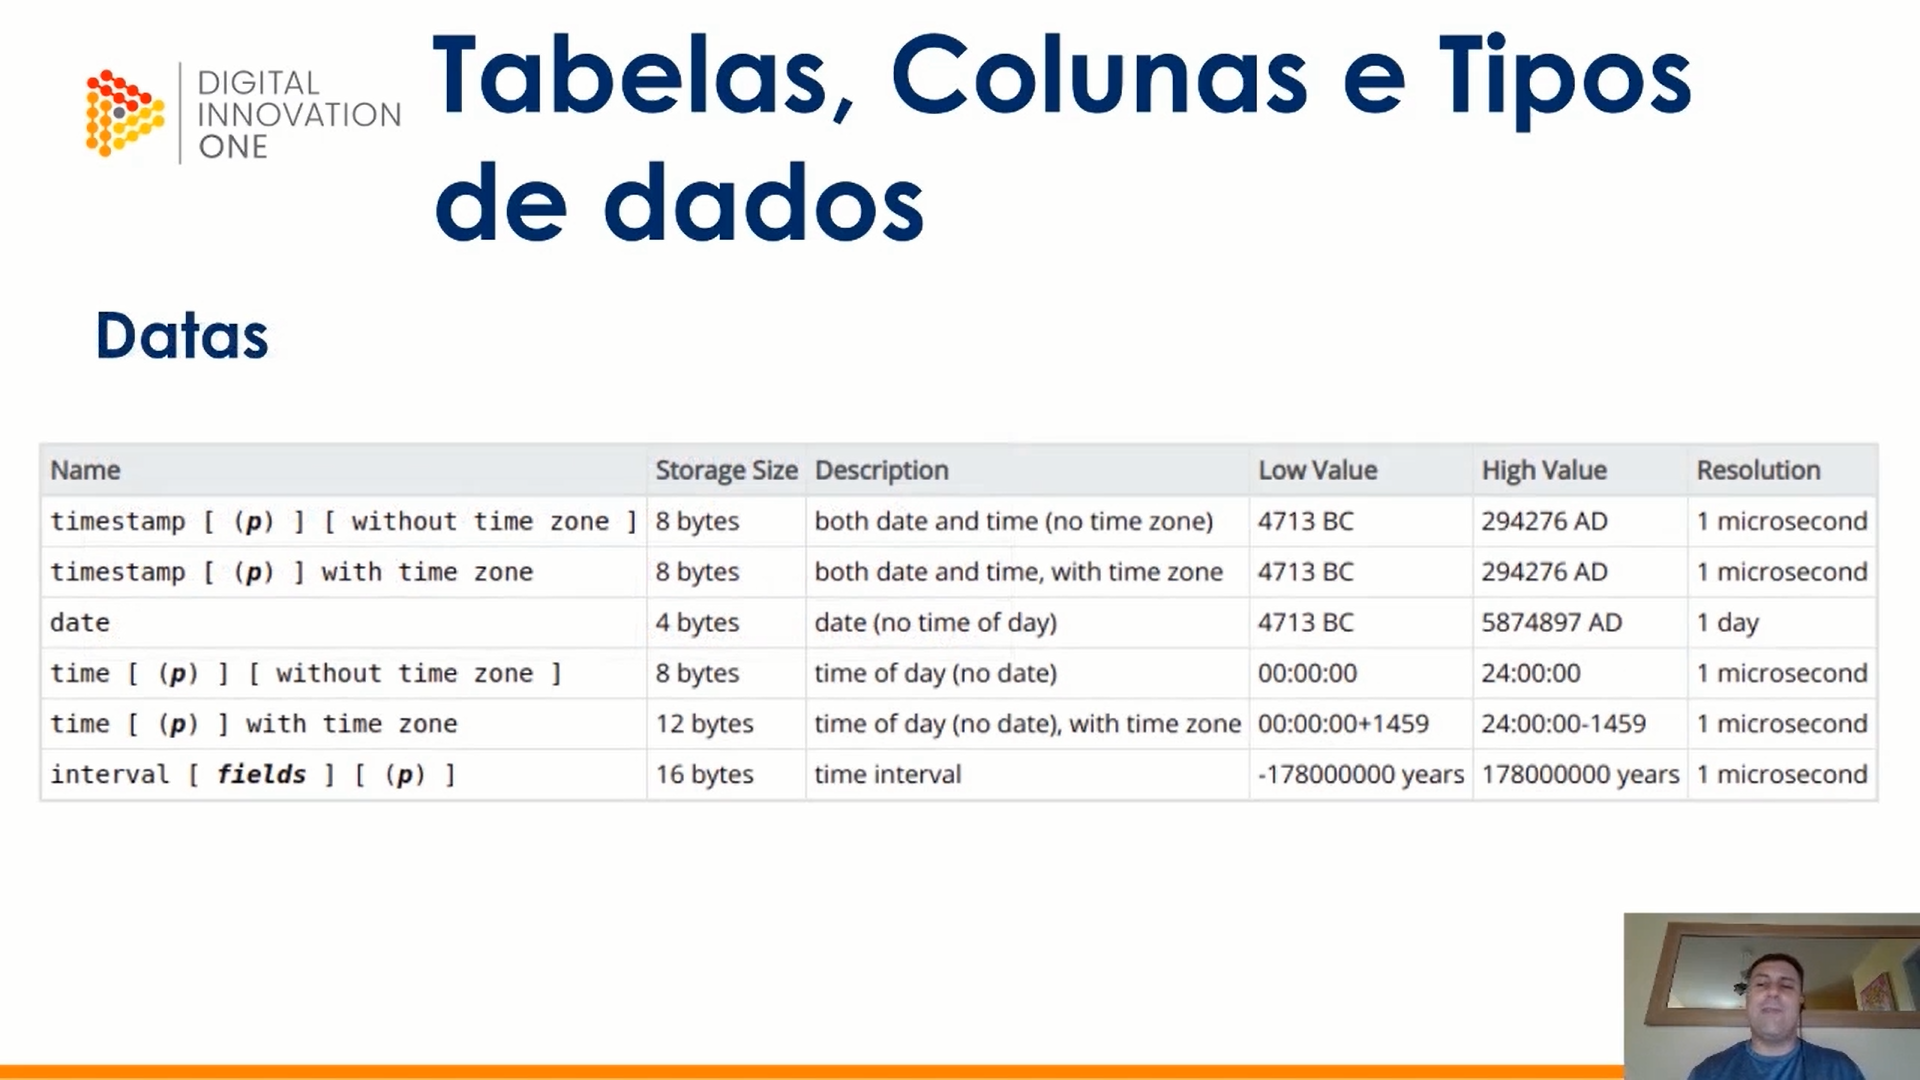 DIGITAL
INNOVATION
ONE
Tabelas, Colunas e Tipos
de dados
Datas
Name Storage Size Description Low Value High Value Resolution
timestamp [ (p) ] [ without time zone ] 8 bytes both date and time (no time zone) 4713 BC 294276 AD 1 microsecond
timestamp [ (p) ] with time zone 8 bytes both date and time, with time zone 4713 BC 294276 AD 1 microsecond
date 4 bytes date (no time of day) 4713 BC 5874897 AD 1 day
time [ (p) ] [ without time zone ] 8 bytes time of day (no date) 00:00:00 24:00:00 1 microsecond
time [ (p) ] with time zone 12 bytes time of day (no date), with time zone 00:00:00+1459 24:00:00-1459 1 microsecond
interval [ fields ] [ (p) ] 16 bytes time interval -178000000 years 178000000 years 1 microsecond